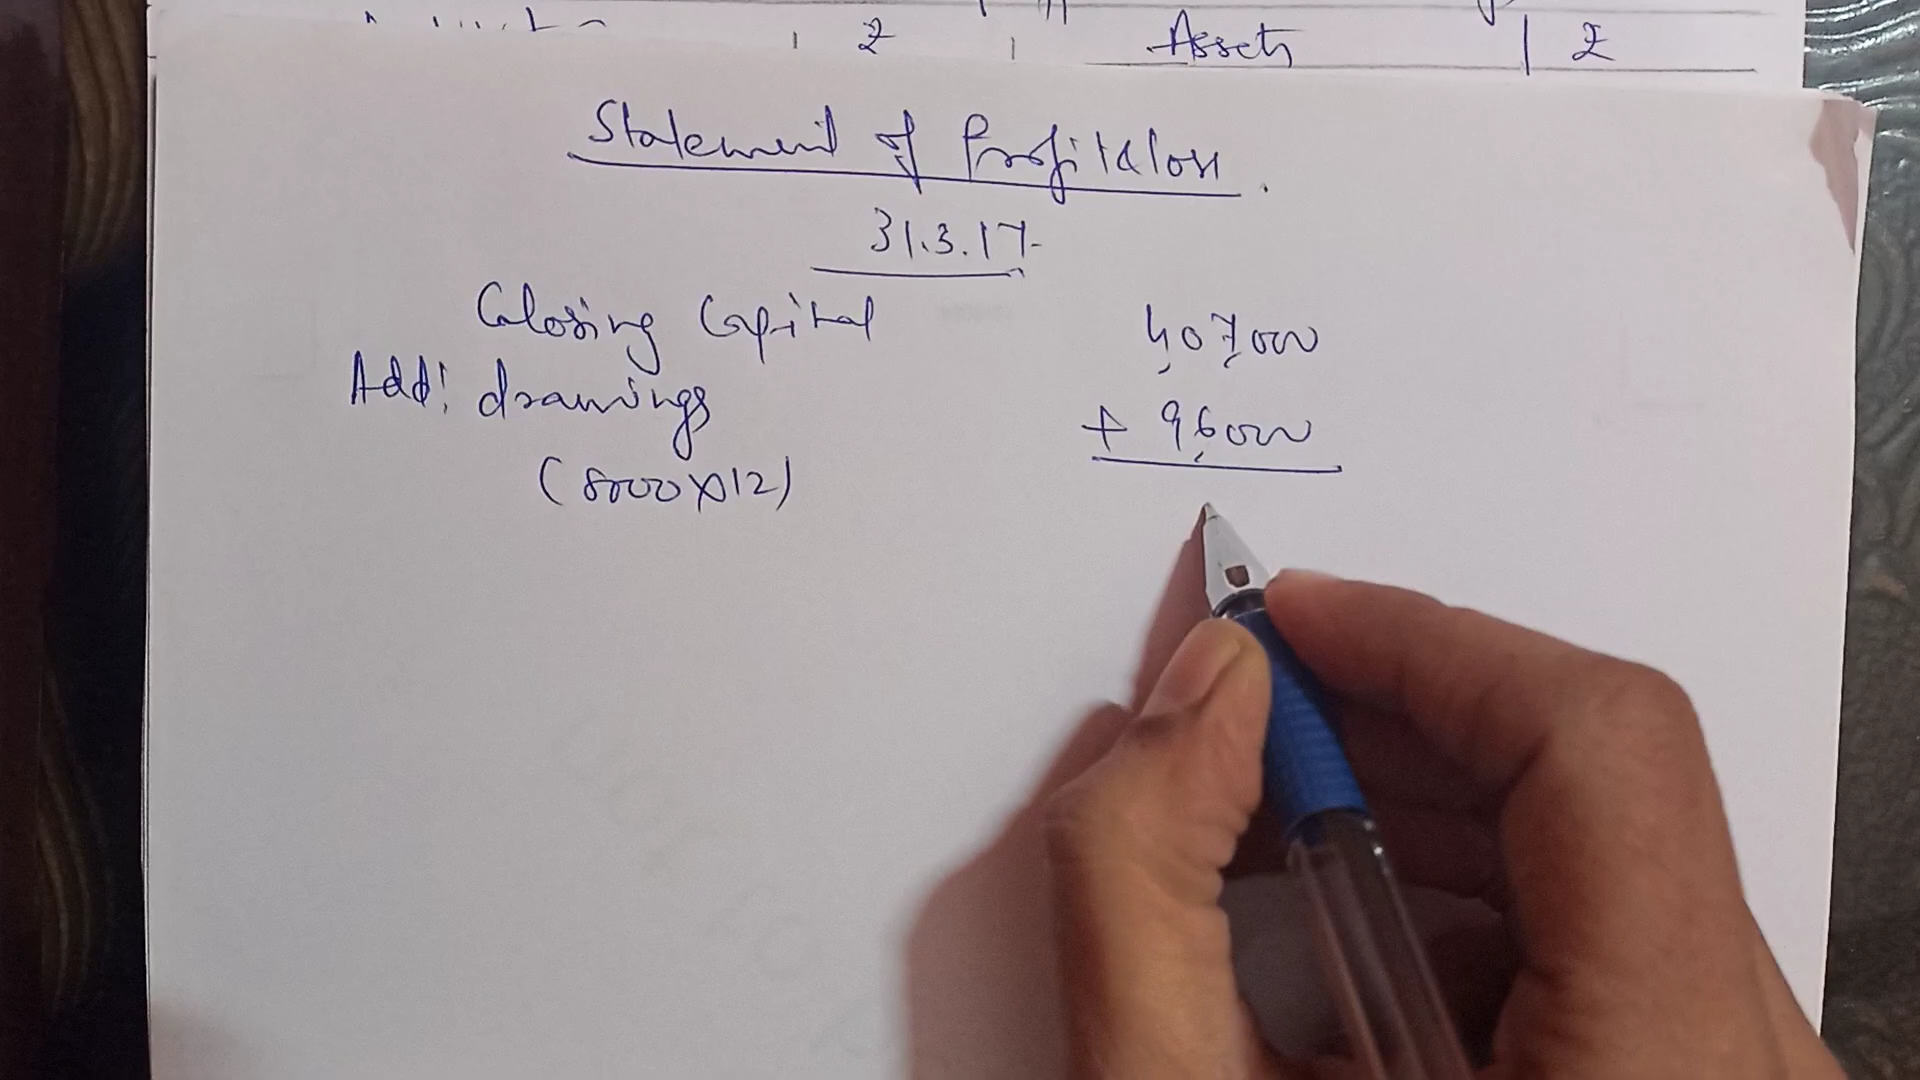 ₹ Assets ₹
Statement of Profit & loss.
31.3.17
Closing Capital 4,07,000
Add: drawings + 96,000
(8000X12)